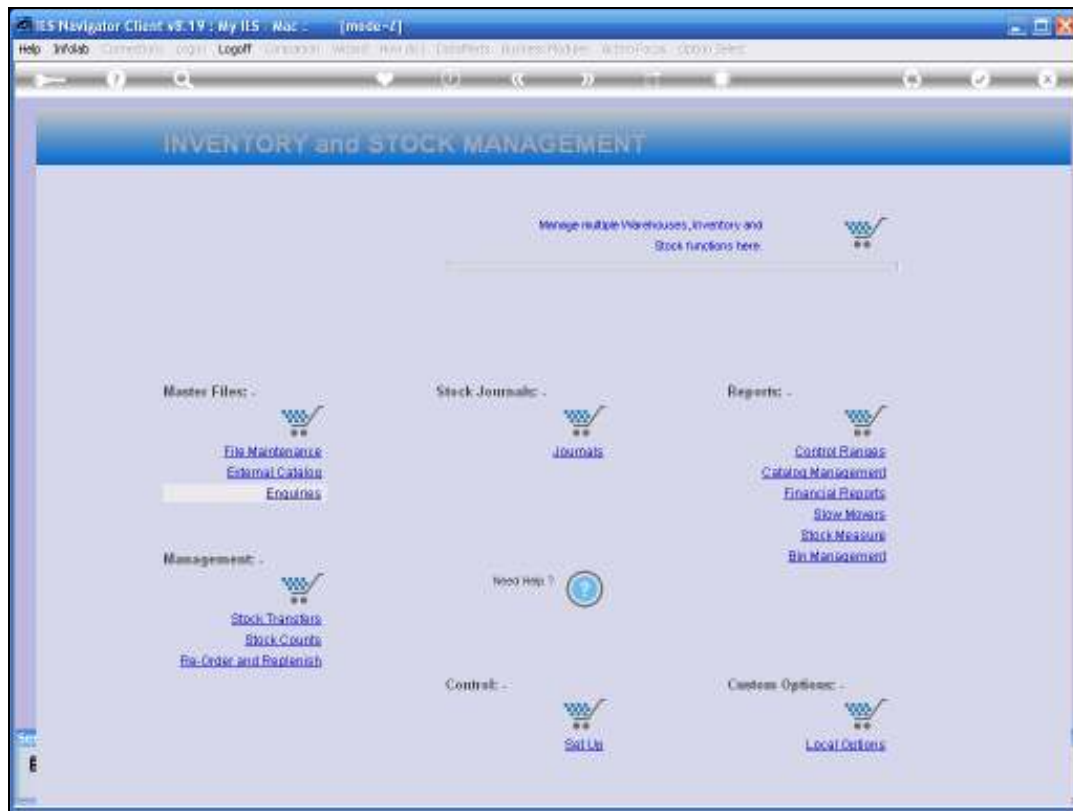 IES Navigator Client v8.19 : My IES - Mac : [mode-Z]
Help Infolab Logoff
INVENTORY and STOCK MANAGEMENT
Manage multiple Warehouses, Inventory and
Stock functions here.
Master Files: -
File Maintenance
External Catalog
Enquiries
Stock Journals: -
Journals
Reports: -
Control Ranges
Catalog Management
Financial Reports
Slow Movers
Stock Measure
Bin Management
Management: -
Stock Transfers
Stock Counts
Re-Order and Replenish
Need Help ?
Control: -
Set Up
Custom Options: -
Local Options